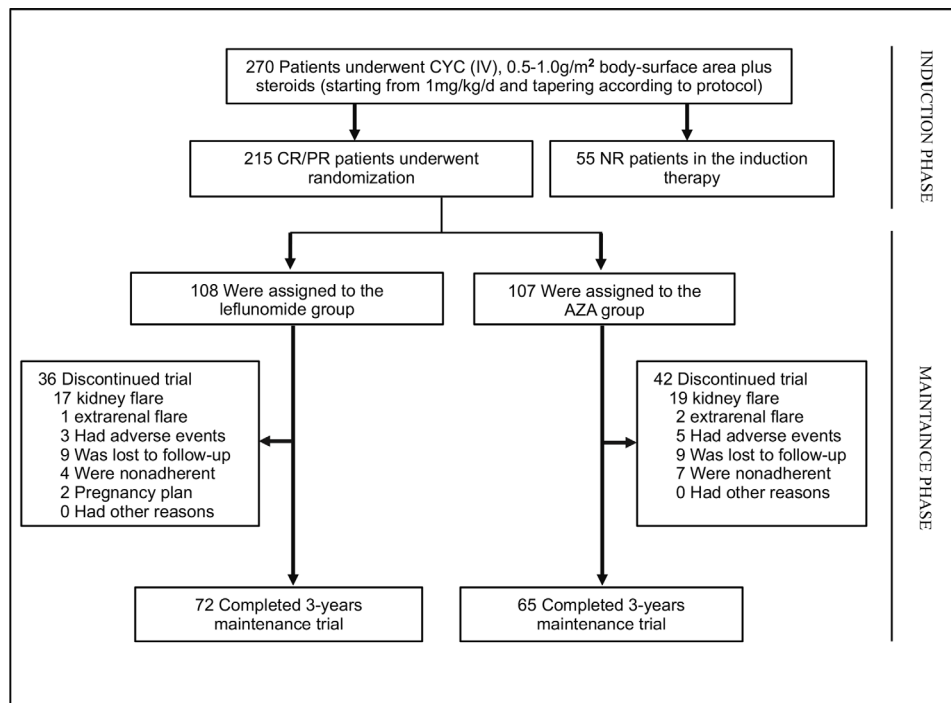 270 Patients underwent CYC (IV), 0.5-1.0g/m² body-surface area plus
steroids (starting from 1mg/kg/d and tapering according to protocol)
215 CR/PR patients underwent
randomization
55 NR patients in the induction
therapy
INDUCTION PHASE
108 Were assigned to the
leflunomide group
107 Were assigned to the
AZA group
36 Discontinued trial
17 kidney flare
1 extrarenal flare
3 Had adverse events
9 Was lost to follow-up
4 Were nonadherent
2 Pregnancy plan
0 Had other reasons
42 Discontinued trial
19 kidney flare
2 extrarenal flare
5 Had adverse events
9 Was lost to follow-up
7 Were nonadherent
0 Had other reasons
72 Completed 3-years
maintenance trial
65 Completed 3-years
maintenance trial
MAINTAINCE PHASE